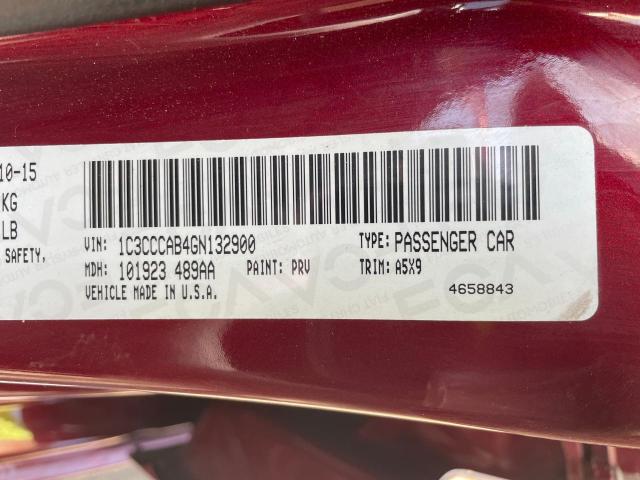 10-15
KG
LB
SAFETY,
VIN: 1C3CCCAB4GN132900
TYPE: PASSENGER CAR
MDH: 101923 489AA PAINT: PRV
TRIM: A5X9
VEHICLE MADE IN U.S.A.
4658843